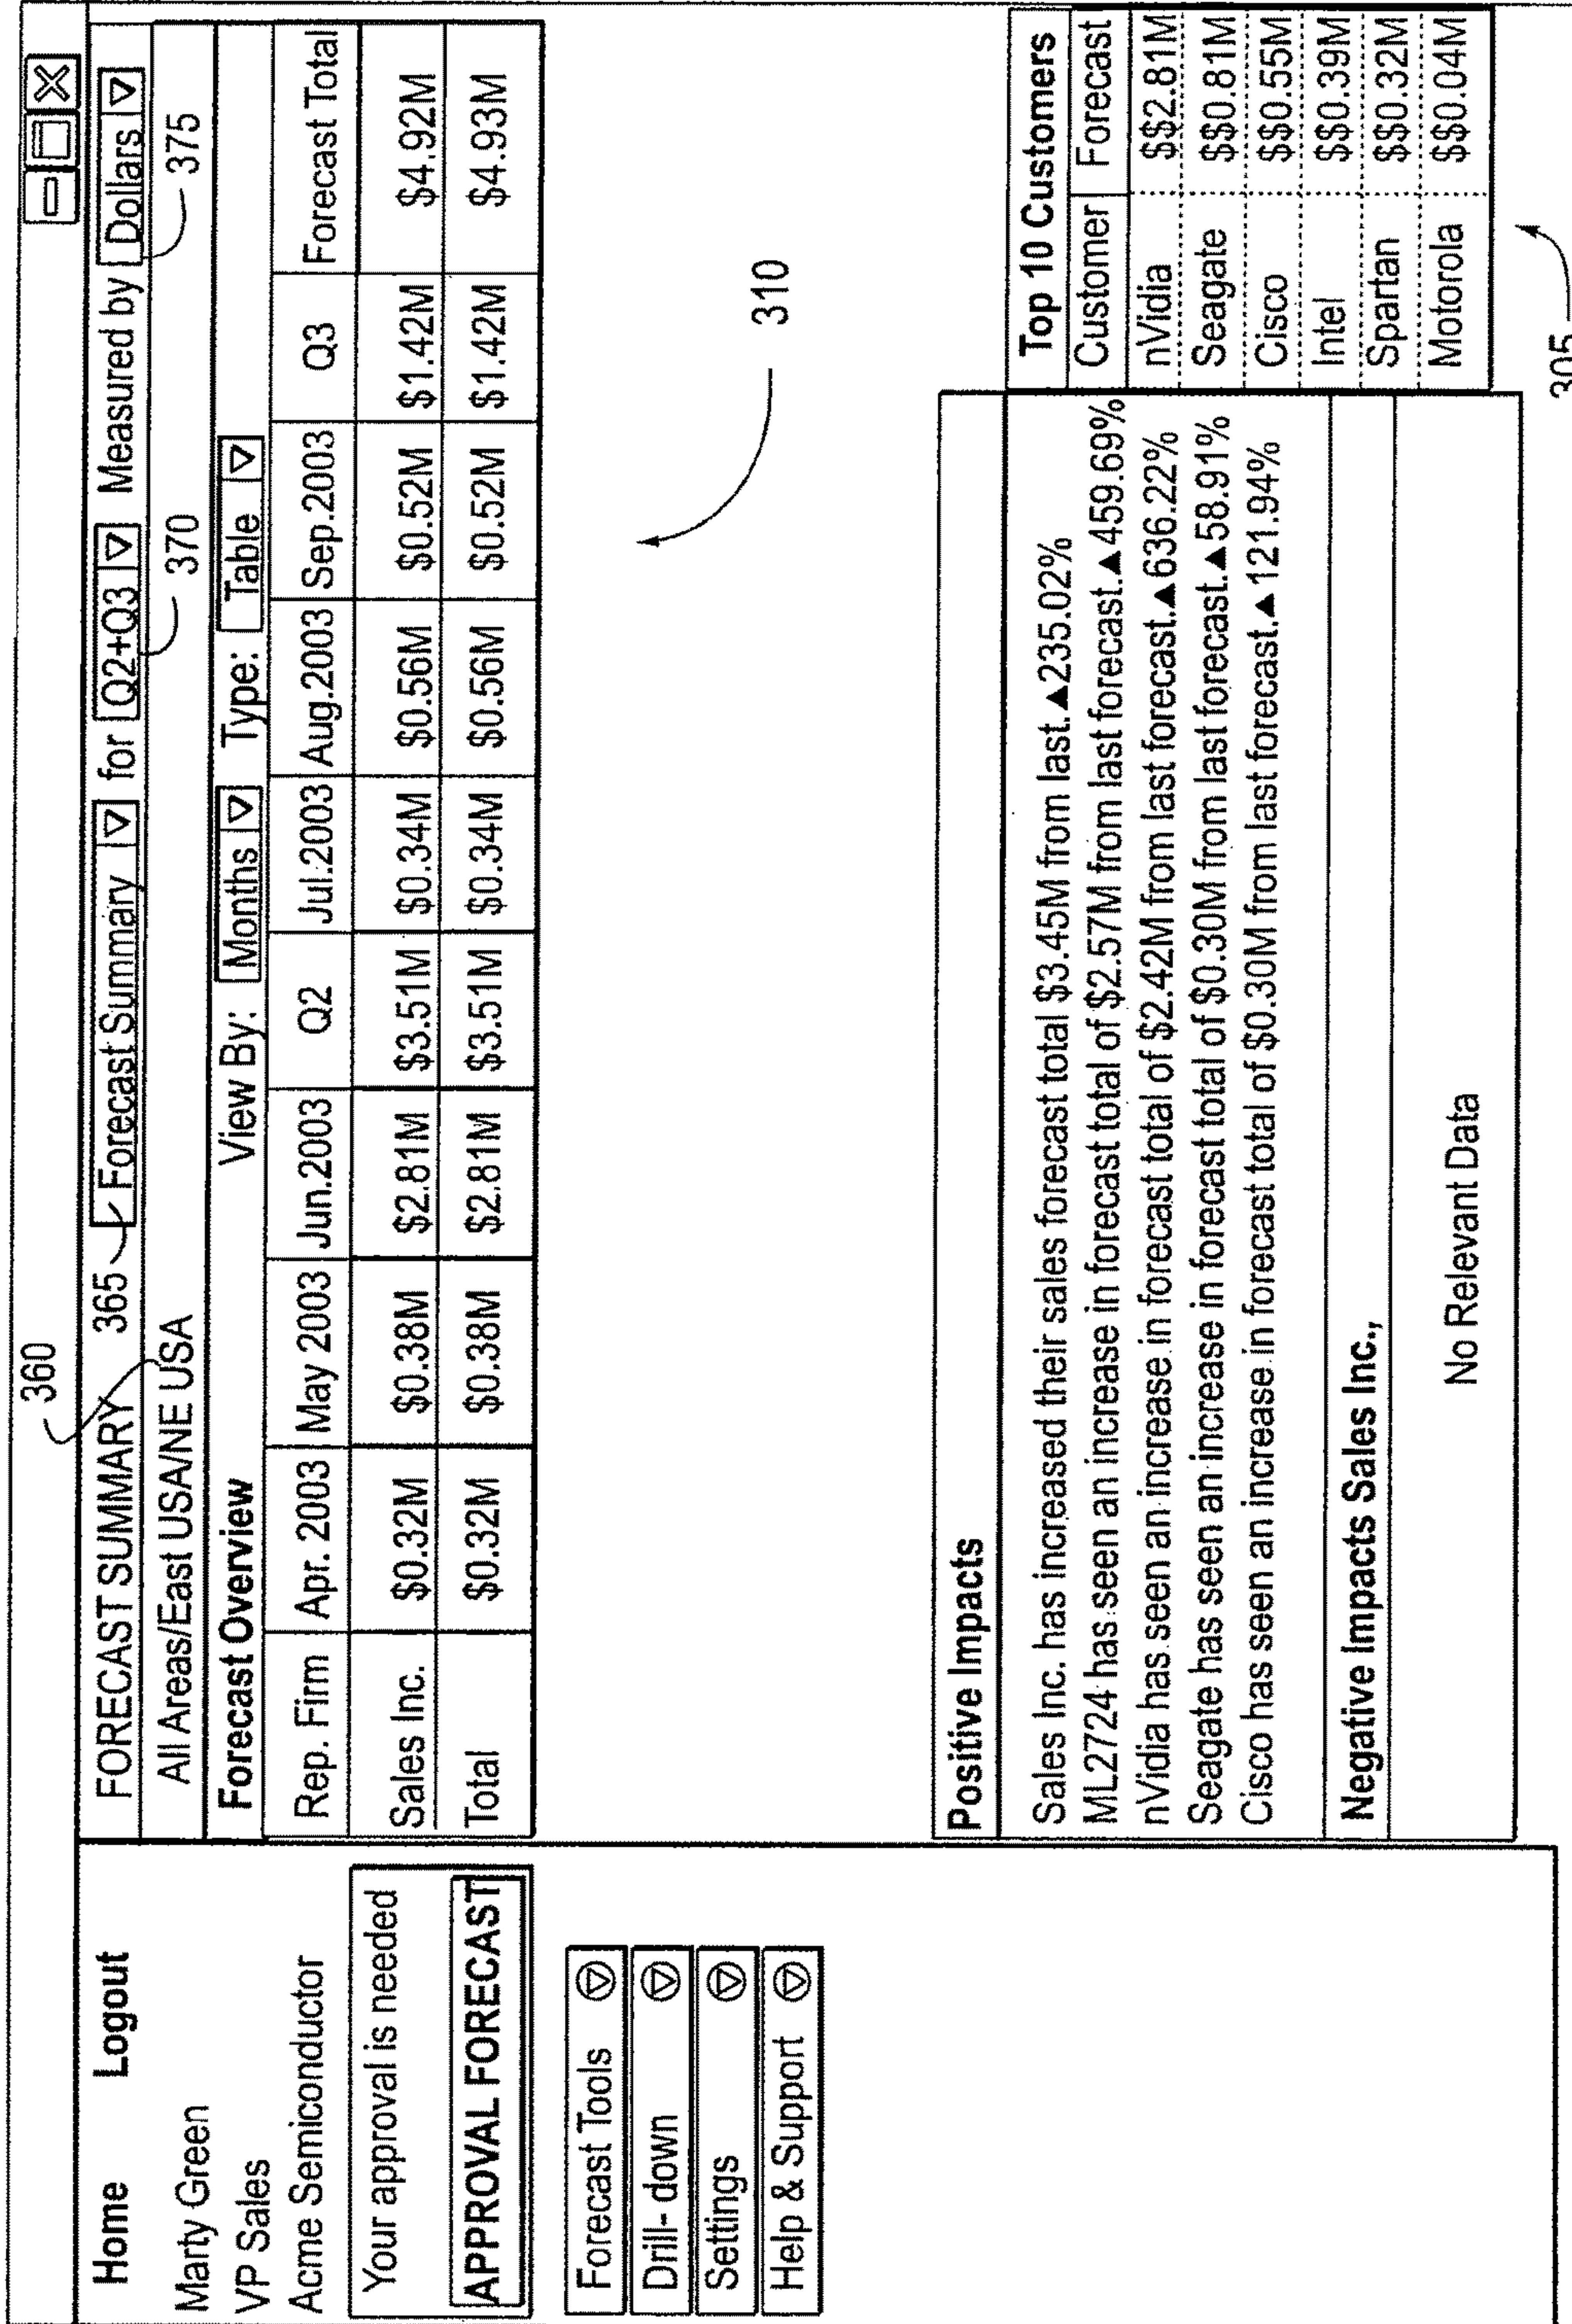 360
Home Logout
Marty Green
VP Sales
Acme Semiconductor
Your approval is needed
APPROVAL FORECAST
Forecast Tools
Drill- down
Settings
Help & Support
FORECAST SUMMARY 365 Forecast Summary for Q2+Q3 Measured by Dollars
All Areas/East USA/NE USA 370 375
Forecast Overview View By: Months Type: Table
Rep. Firm Apr. 2003 May 2003 Jun.2003 Q2 Jul.2003 Aug.2003 Sep.2003 Q3 Forecast Total
Sales Inc. $0.32M $0.38M $2.81M $3.51M $0.34M $0.56M $0.52M $1.42M $4.92M
Total $0.32M $0.38M $2.81M $3.51M $0.34M $0.56M $0.52M $1.42M $4.93M
310
Positive Impacts
Sales Inc. has increased their sales forecast total $3.45M from last.▲235.02%
ML2724 has seen an increase in forecast total of $2.57M from last forecast.▲459.69%
nVidia has seen an increase in forecast total of $2.42M from last forecast.▲636.22%
Seagate has seen an increase in forecast total of $0.30M from last forecast.▲58.91%
Cisco has seen an increase in forecast total of $0.30M from last forecast.▲121.94%
Negative Impacts Sales Inc.,
No Relevant Data
Top 10 Customers
Customer Forecast
nVidia $$2.81M
Seagate $$0.81M
Cisco $$0.55M
Intel $$0.39M
Spartan $$0.32M
Motorola $$0.04M
305